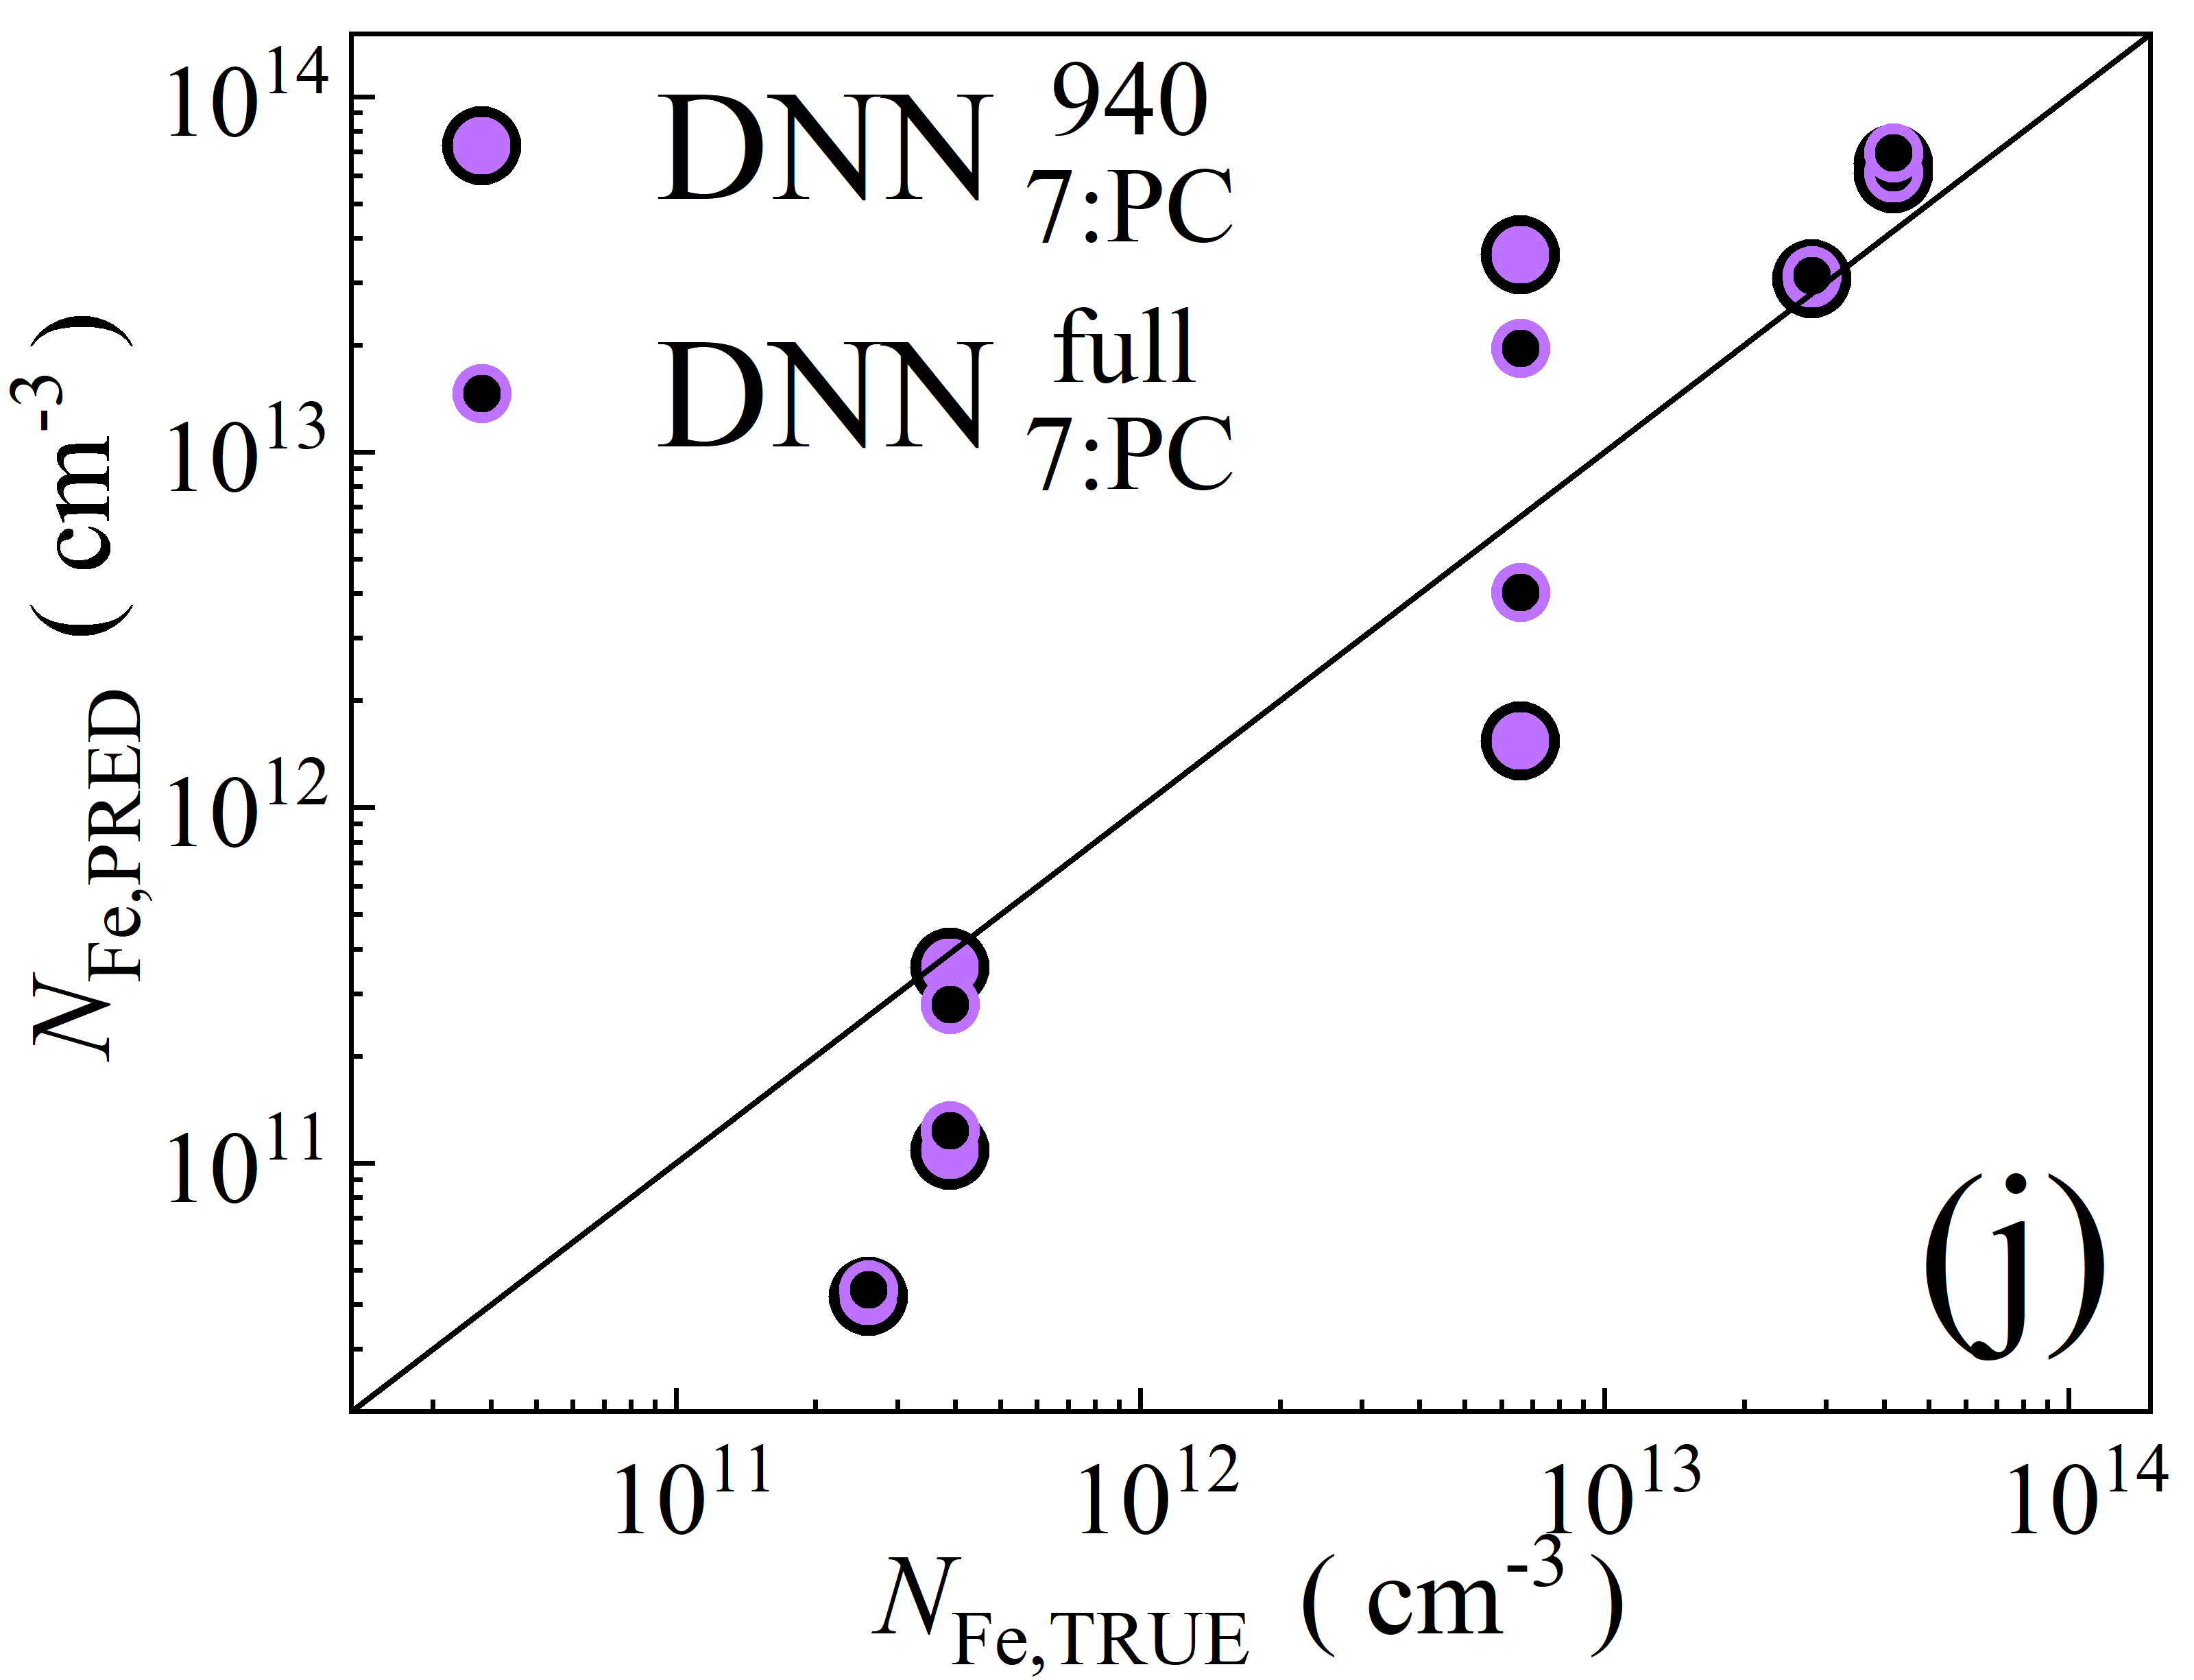 10^14
DNN 940 7:PC
DNN full 7:PC
10^13
10^12
10^11
N_Fe,PRED ( cm^-3 )
(j)
10^11 10^12 10^13 10^14
N_Fe,TRUE ( cm^-3 )